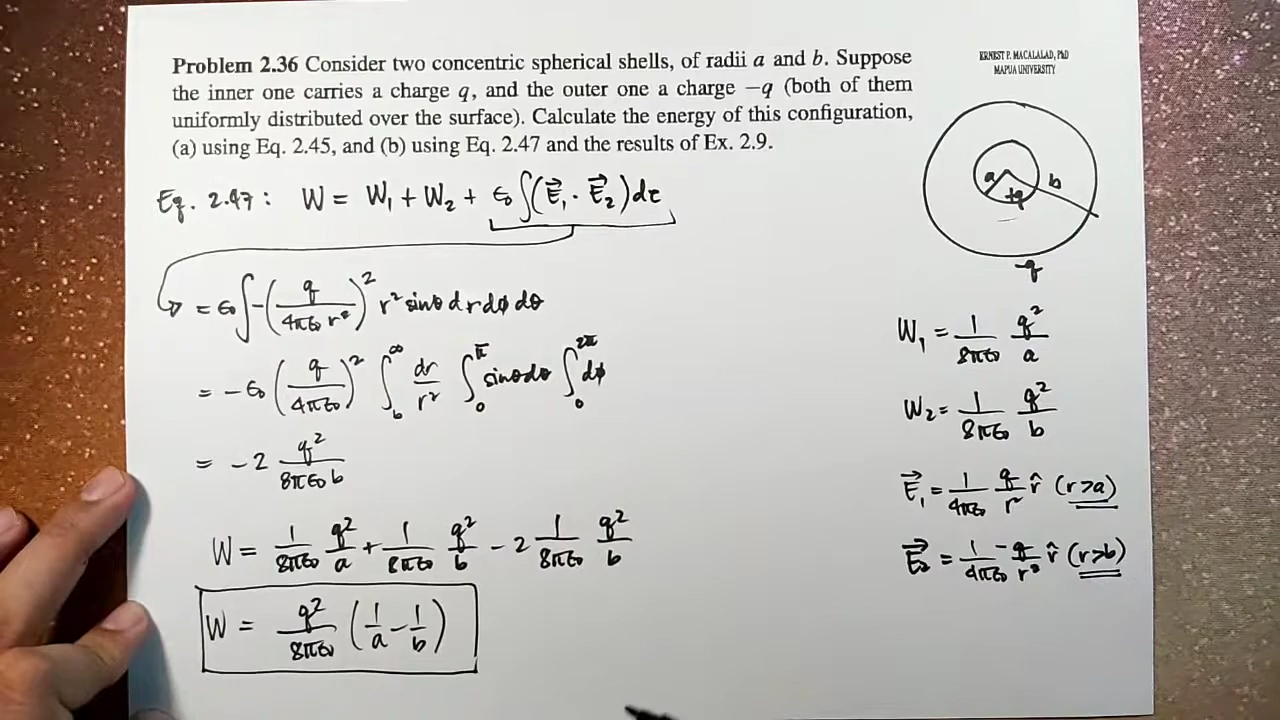 Problem 2.36 Consider two concentric spherical shells, of radii a and b. Suppose
the inner one carries a charge q, and the outer one a charge −q (both of them
uniformly distributed over the surface). Calculate the energy of this configuration,
(a) using Eq. 2.45, and (b) using Eq. 2.47 and the results of Ex. 2.9.
ERNEST P. MACALALAD, PhD
MAPUA UNIVERSITY
a b
+q
-q
Eq. 2.47: W = W₁ + W₂ + ε₀∫(E⃗₁ · E⃗₂)dτ
= ε₀∫-(q/4πε₀r²)² r² sinθ dr dϕ dθ
= -ε₀(q/4πε₀)² ∫_b^∞ dr/r² ∫_0^π sinθdθ ∫_0^2π dϕ
= -2 q²/8πε₀b
W = 1/8πε₀ q²/a + 1/8πε₀ q²/b - 2 1/8πε₀ q²/b
W = q²/8πε₀ (1/a - 1/b)
W₁ = 1/8πε₀ q²/a
W₂ = 1/8πε₀ q²/b
E⃗₁ = 1/4πε₀ q/r² r̂ (r>a)
E⃗₂ = 1/4πε₀ -q/r² r̂ (r>b)